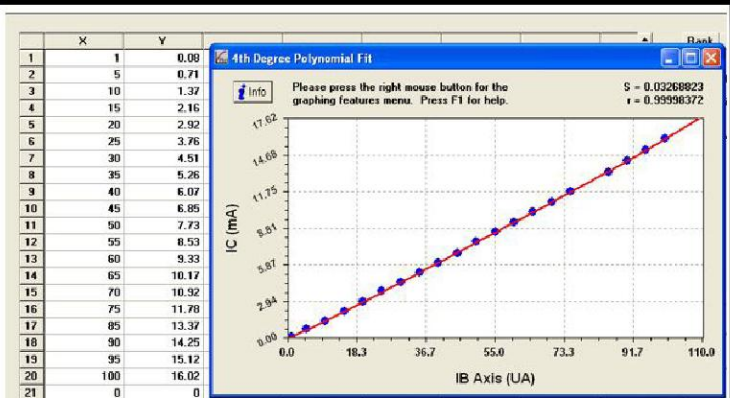 X Y
1 1 0.08
2 5 0.71
3 10 1.37
4 15 2.16
5 20 2.92
6 25 3.76
7 30 4.51
8 35 5.26
9 40 6.07
10 45 6.85
11 50 7.73
12 55 8.53
13 60 9.33
14 65 10.17
15 70 10.92
16 75 11.78
17 85 13.37
18 90 14.25
19 95 15.12
20 100 16.02
21 0 0
4th Degree Polynomial Fit
Info
Please press the right mouse button for the
graphing features menu. Press F1 for help.
S = 0.03268823
r = 0.99998372
IC (mA)
17.62
14.68
11.75
8.81
5.87
2.94
0.00
0.0 18.3 36.7 55.0 73.3 91.7 110.0
IB Axis (UA)